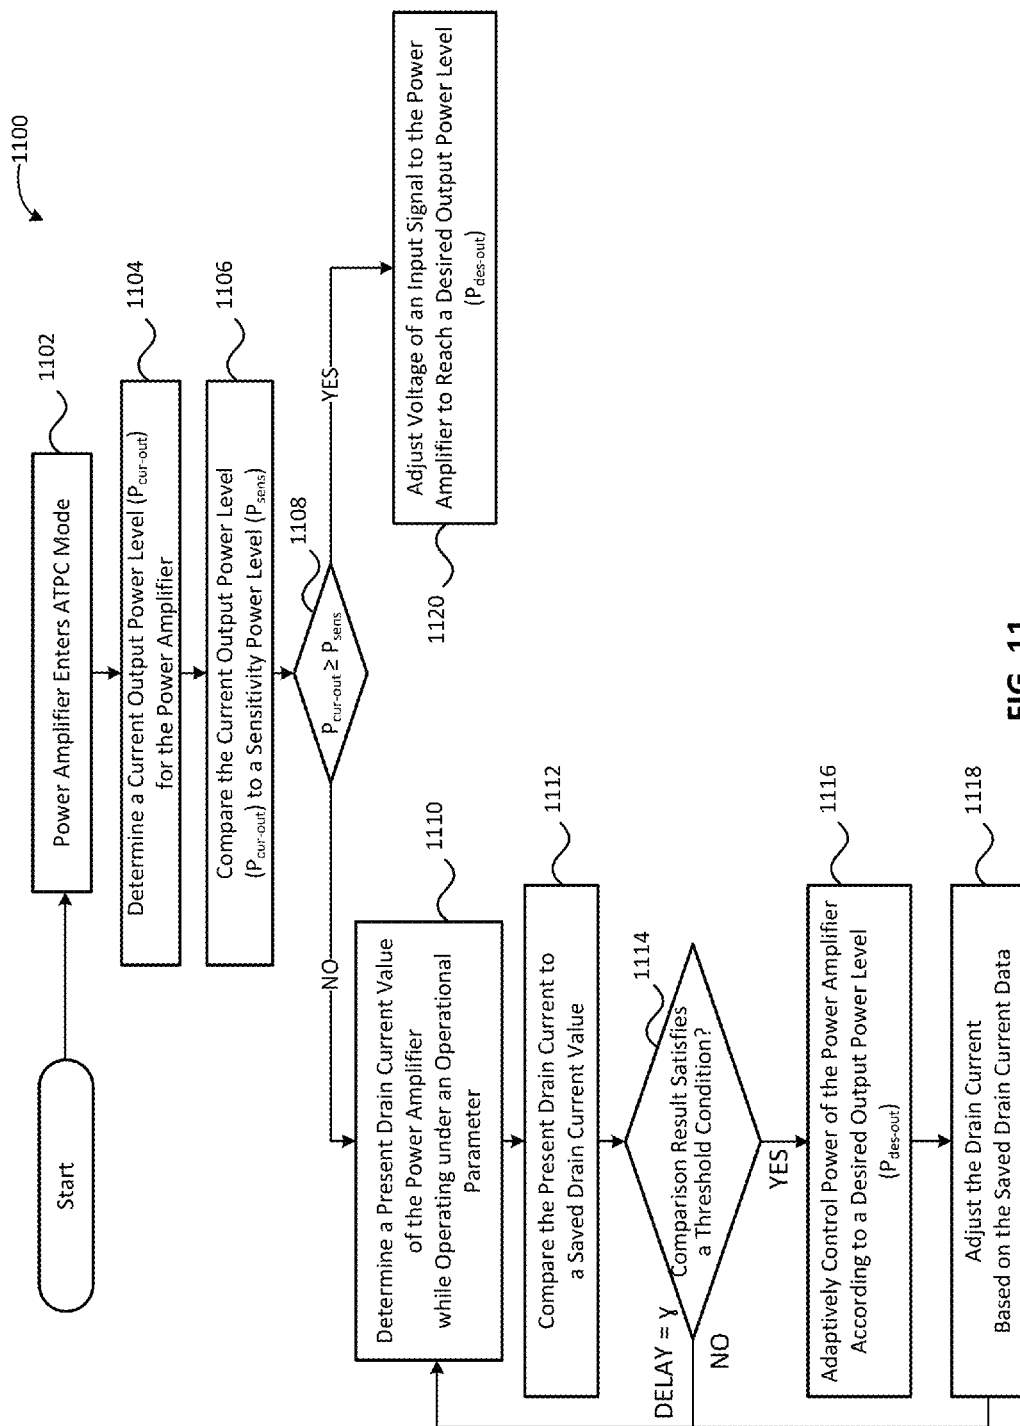 1100
Start
Power Amplifier Enters ATPC Mode
1102
Determine a Current Output Power Level (Pcur-out)
for the Power Amplifier
1104
Compare the Current Output Power Level
(Pcur-out) to a Sensitivity Power Level (Psens)
1106
Pcur-out ≥ Psens
1108
NO
YES
Determine a Present Drain Current Value
of the Power Amplifier
while Operating under an Operational
Parameter
1110
Adjust Voltage of an Input Signal to the Power
Amplifier to Reach a Desired Output Power Level
(Pdes-out)
1120
Compare the Present Drain Current to
a Saved Drain Current Value
1112
Comparison Result Satisfies
a Threshold Condition?
1114
DELAY = γ
NO
YES
Adaptively Control Power of the Power Amplifier
According to a Desired Output Power Level
(Pdes-out)
1116
Adjust the Drain Current
Based on the Saved Drain Current Data
1118
FIG. 11